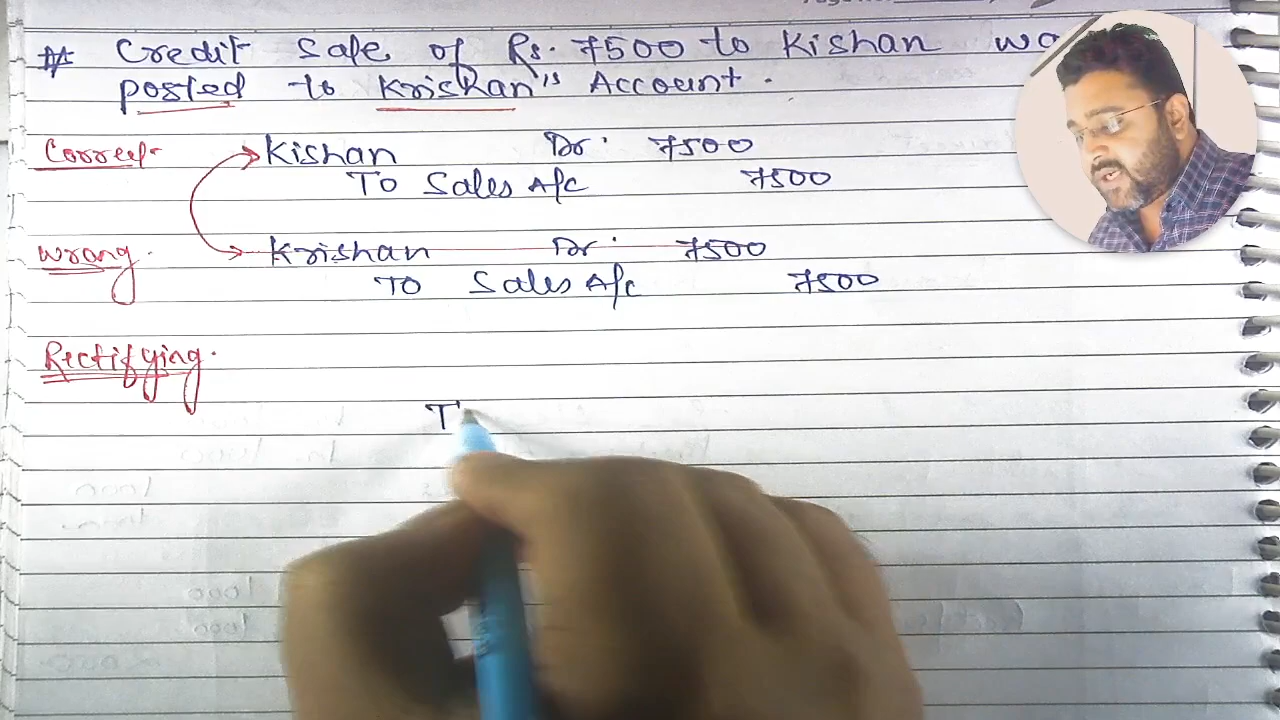 # Credit Sale of Rs. 7500 to Kishan wa
posted to Krishan's Account.
Correct
Kishan Dr. 7500
To Sales A/c 7500
Wrong.
Krishan Dr. 7500
To Sales A/c 7500
Rectifying.
T